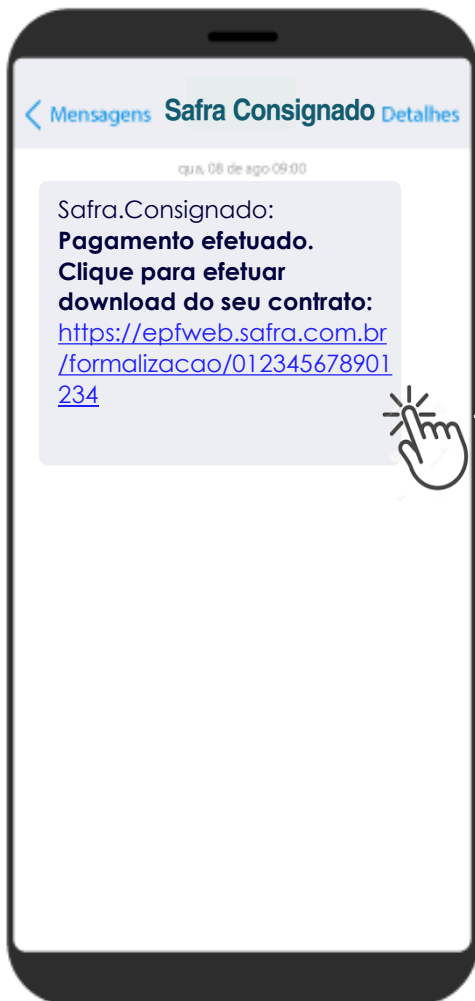 Mensagens Safra Consignado Detalhes
qua, 08 de ago 09:00
Safra.Consignado:
Pagamento efetuado.
Clique para efetuar
download do seu contrato:
https://epfweb.safra.com.br
/formalizacao/012345678901
234